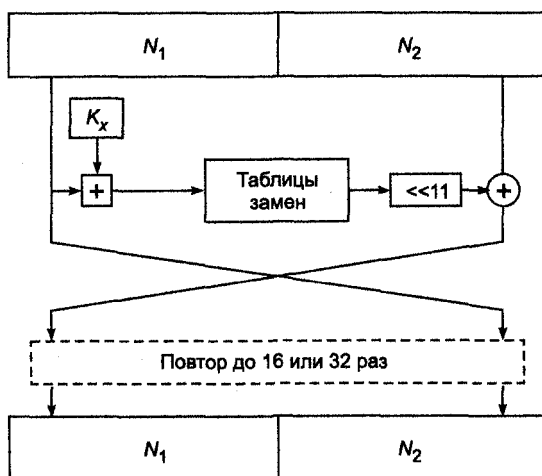 N₁ N₂
Kₓ
+ Таблицы <<11 +
замен
Повтор до 16 или 32 раз
N₁ N₂